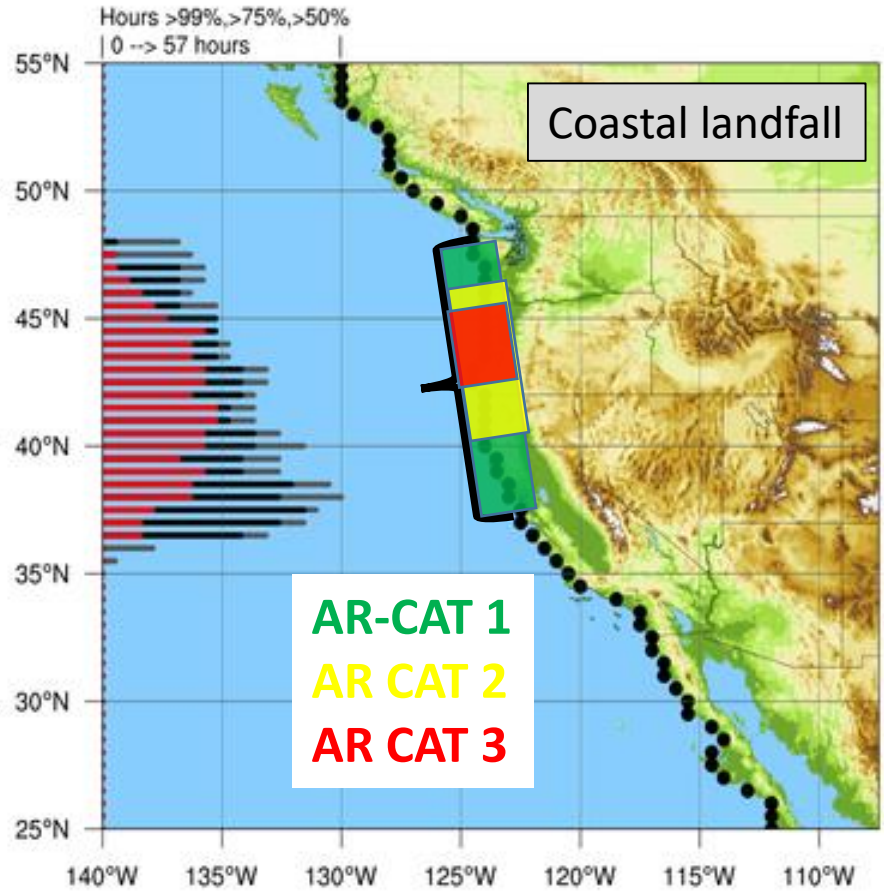 Hours >99%,>75%,>50%
0 --> 57 hours
55°N
Coastal landfall
50°N
45°N
40°N
35°N
AR-CAT 1
AR CAT 2
30°N
AR CAT 3
25°N
140°W 135°W 130°W 125°W 120°W 115°W 110°W